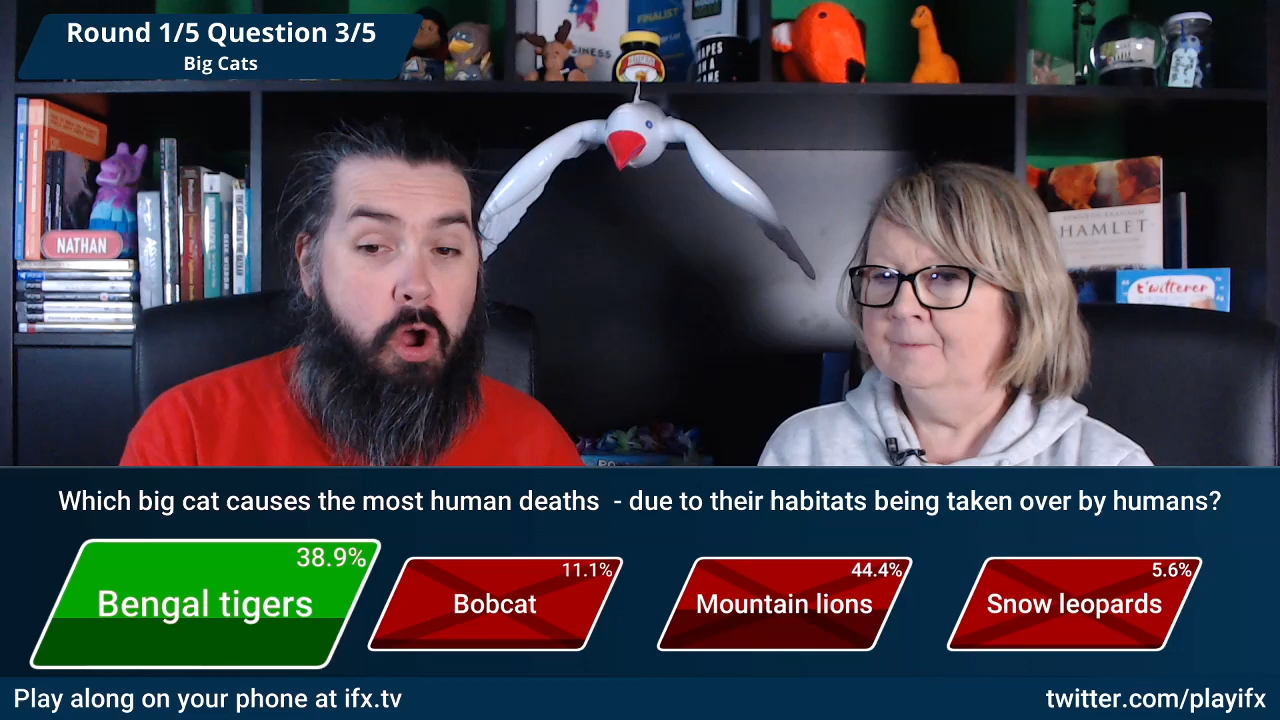 Round 1/5 Question 3/5
Big Cats
FINALIST
NATHAN
HAMLET
t'witterer
Which big cat causes the most human deaths - due to their habitats being taken over by humans?
38.9%
Bengal tigers
11.1%
Bobcat
44.4%
Mountain lions
5.6%
Snow leopards
Play along on your phone at ifx.tv
twitter.com/playifx